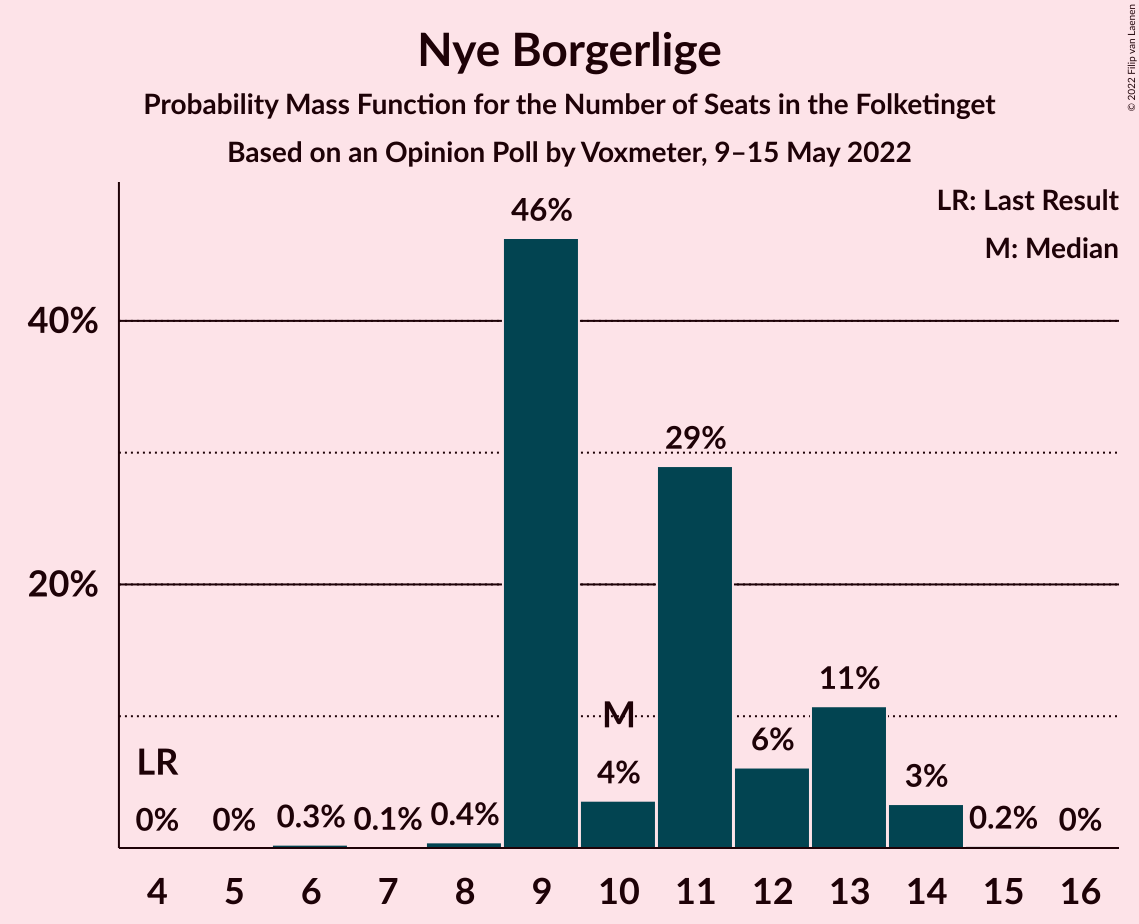 Nye Borgerlige
Probability Mass Function for the Number of Seats in the Folketinget
Based on an Opinion Poll by Voxmeter, 9–15 May 2022
© 2022 Filip van Laenen
LR: Last Result
M: Median
46%
40%
29%
20%
11%
M
6%
LR
4%
3%
0% 0% 0.3% 0.1% 0.4% 0.2% 0%
4 5 6 7 8 9 10 11 12 13 14 15 16